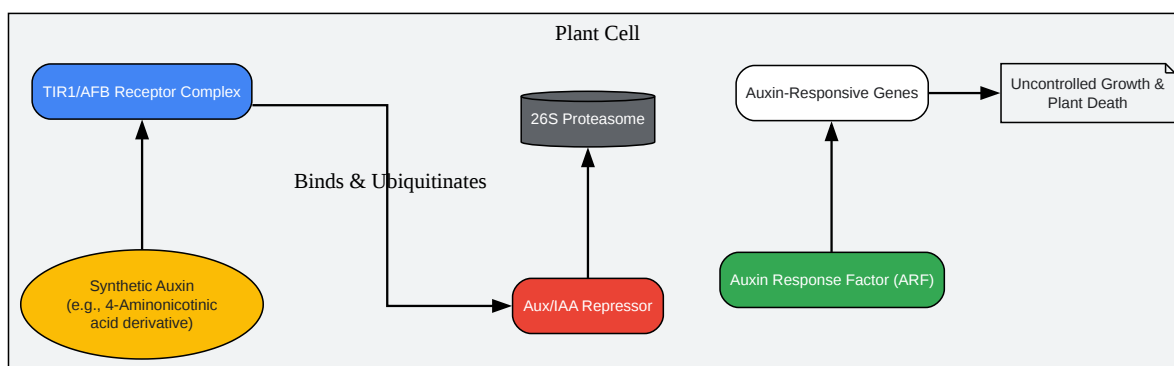 Plant Cell
TIR1/AFB Receptor Complex
26S Proteasome
Auxin-Responsive Genes
Uncontrolled Growth &
Plant Death
Binds & Ubiquitinates
Synthetic Auxin
(e.g., 4-Aminonicotinic
acid derivative)
Aux/IAA Repressor
Auxin Response Factor (ARF)